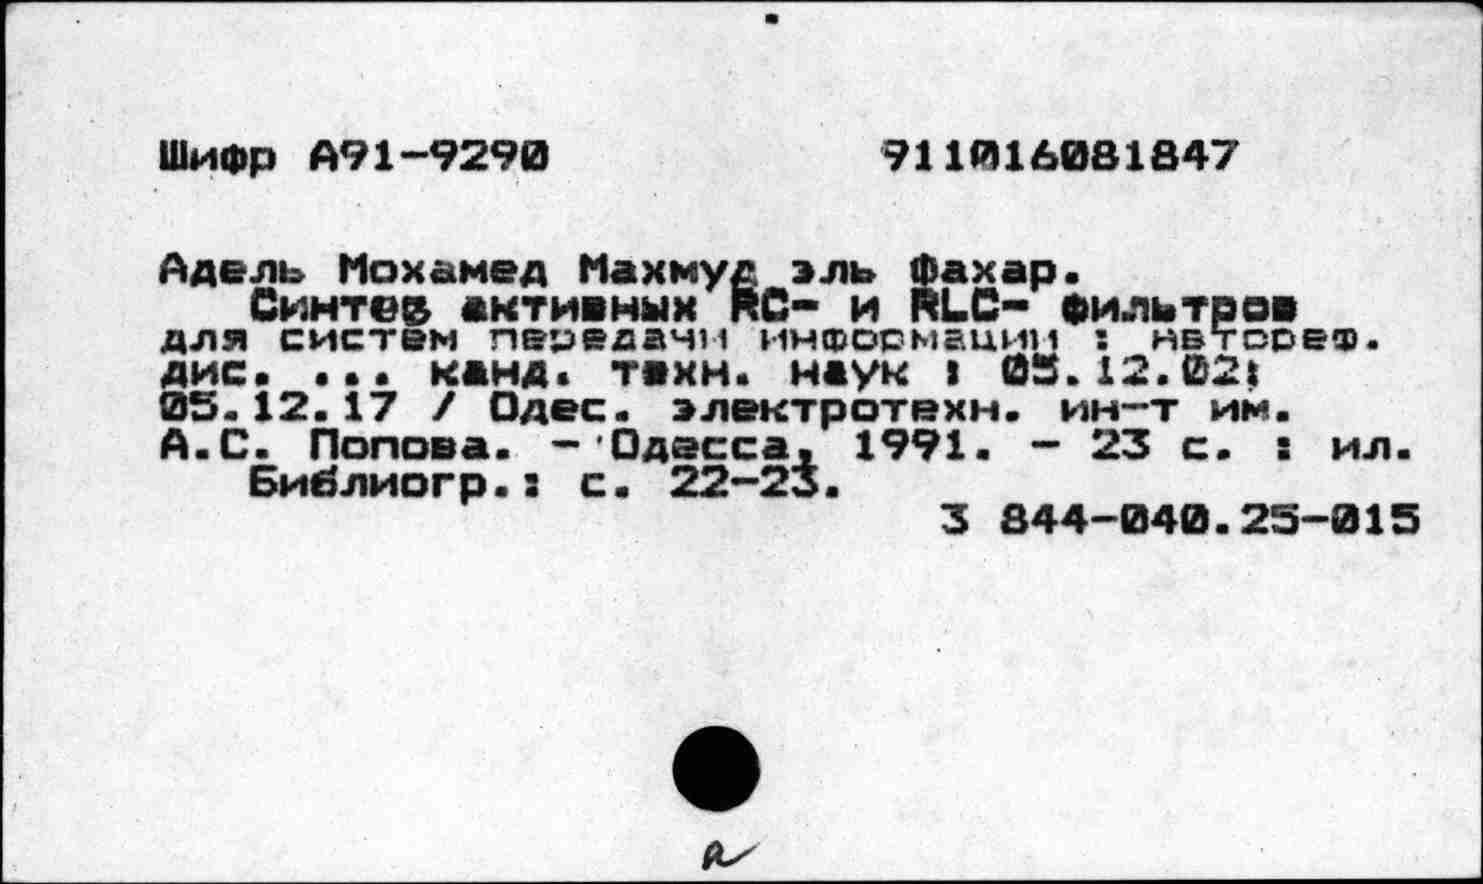 Шифр А91-9290 911016081847
Адель Мохамед Махмуд эль Фахар.
Синтез активных RC- и RLC- фильтров
для систем передачи информации : автореф.
дис. ... канд. техн. наук : 05.12.02;
05.12.17 / Одес. электротехн. ин-т им.
А.С. Попова. - Одесса, 1991. - 23 с. : ил.
Библиогр.: с. 22-23.
3 844-040.25-015